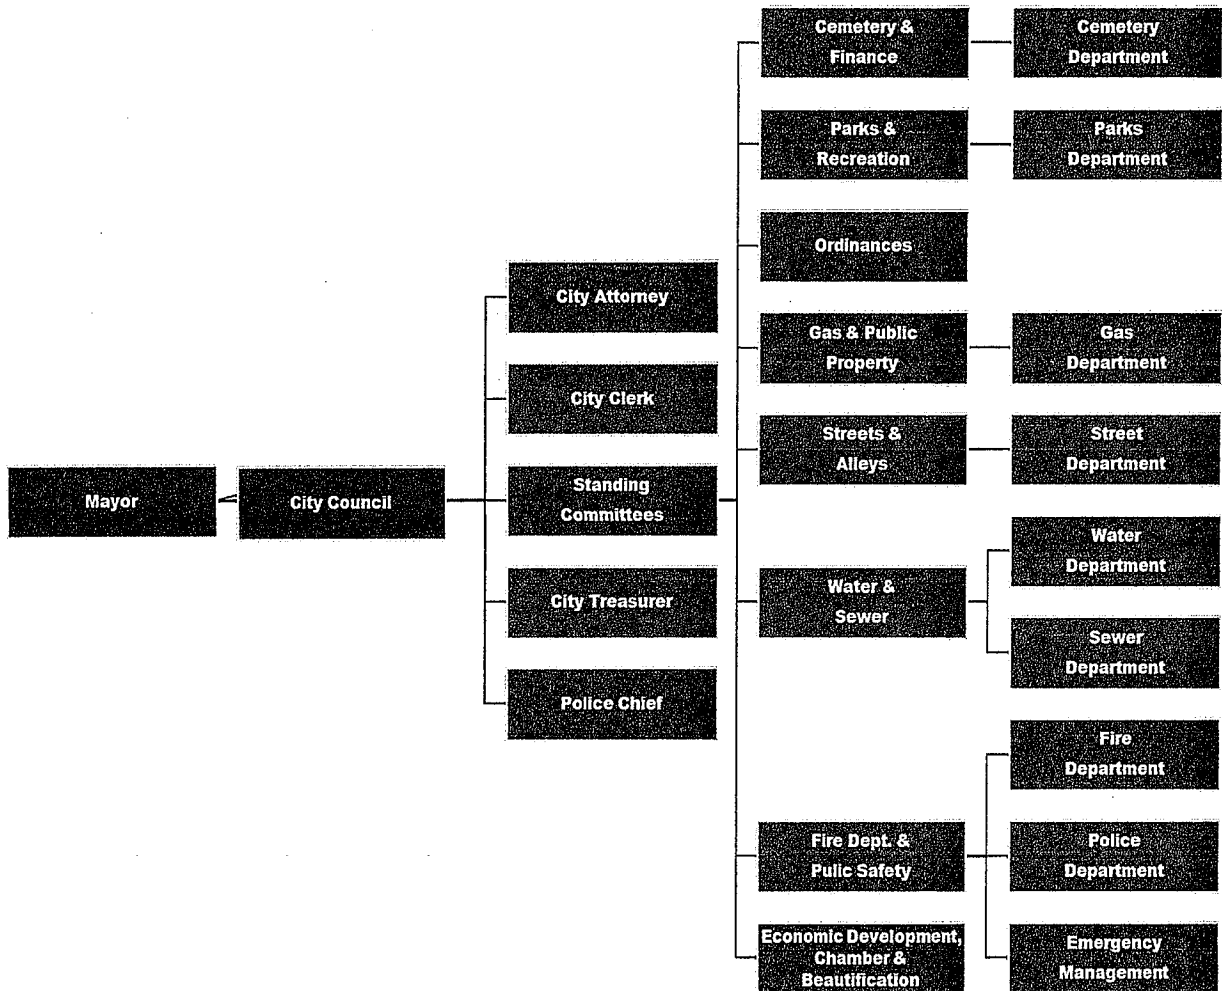 Mayor
City Council
City Attorney
City Clerk
Standing
Committees
City Treasurer
Police Chief
Cemetery &
Finance
Parks &
Recreation
Ordinances
Gas & Public
Property
Streets &
Alleys
Water &
Sewer
Fire Dept. &
Pulic Safety
Economic Development,
Chamber &
Beautification
Cemetery
Department
Parks
Department
Gas
Department
Street
Department
Water
Department
Sewer
Department
Fire
Department
Police
Department
Emergency
Management